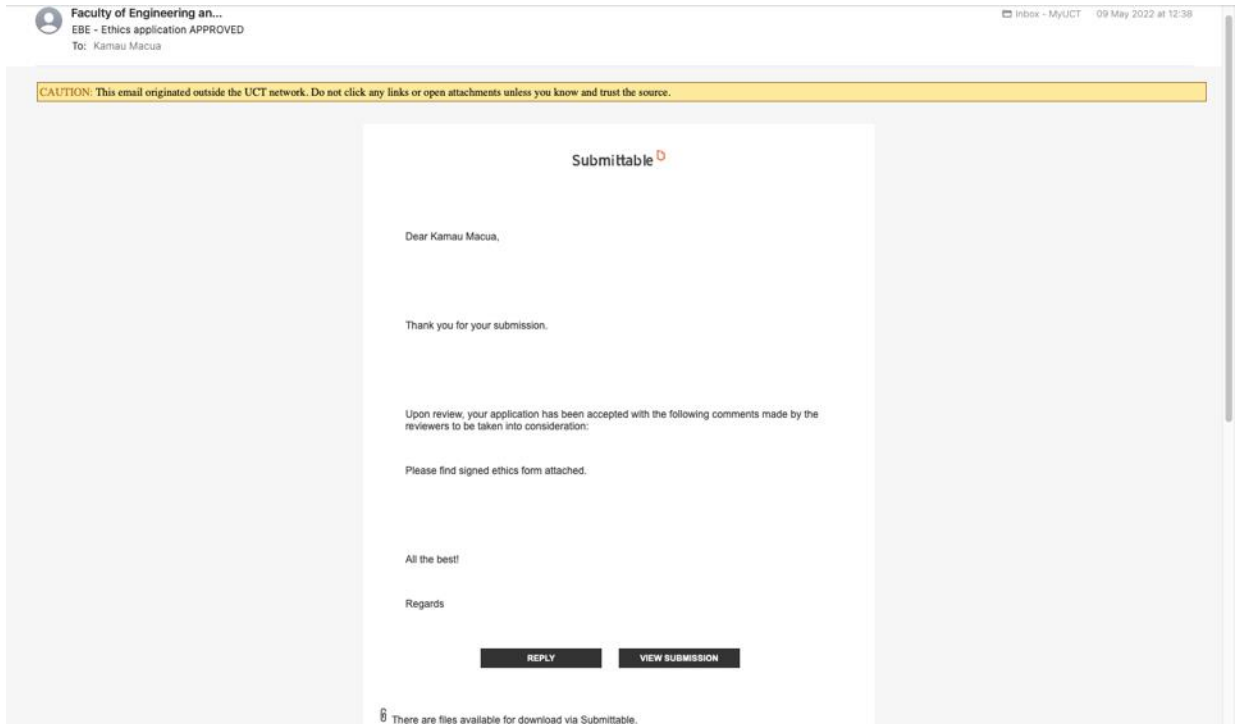 Faculty of Engineering an...
Inbox - MyUCT 09 May 2022 at 12:38
EBE - Ethics application APPROVED
To: Kamau Macua
CAUTION: This email originated outside the UCT network. Do not click any links or open attachments unless you know and trust the source.
Submittable
Dear Kamau Macua,
Thank you for your submission.
Upon review, your application has been accepted with the following comments made by the
reviewers to be taken into consideration:
Please find signed ethics form attached.
All the best!
Regards
REPLY VIEW SUBMISSION
There are files available for download via Submittable.